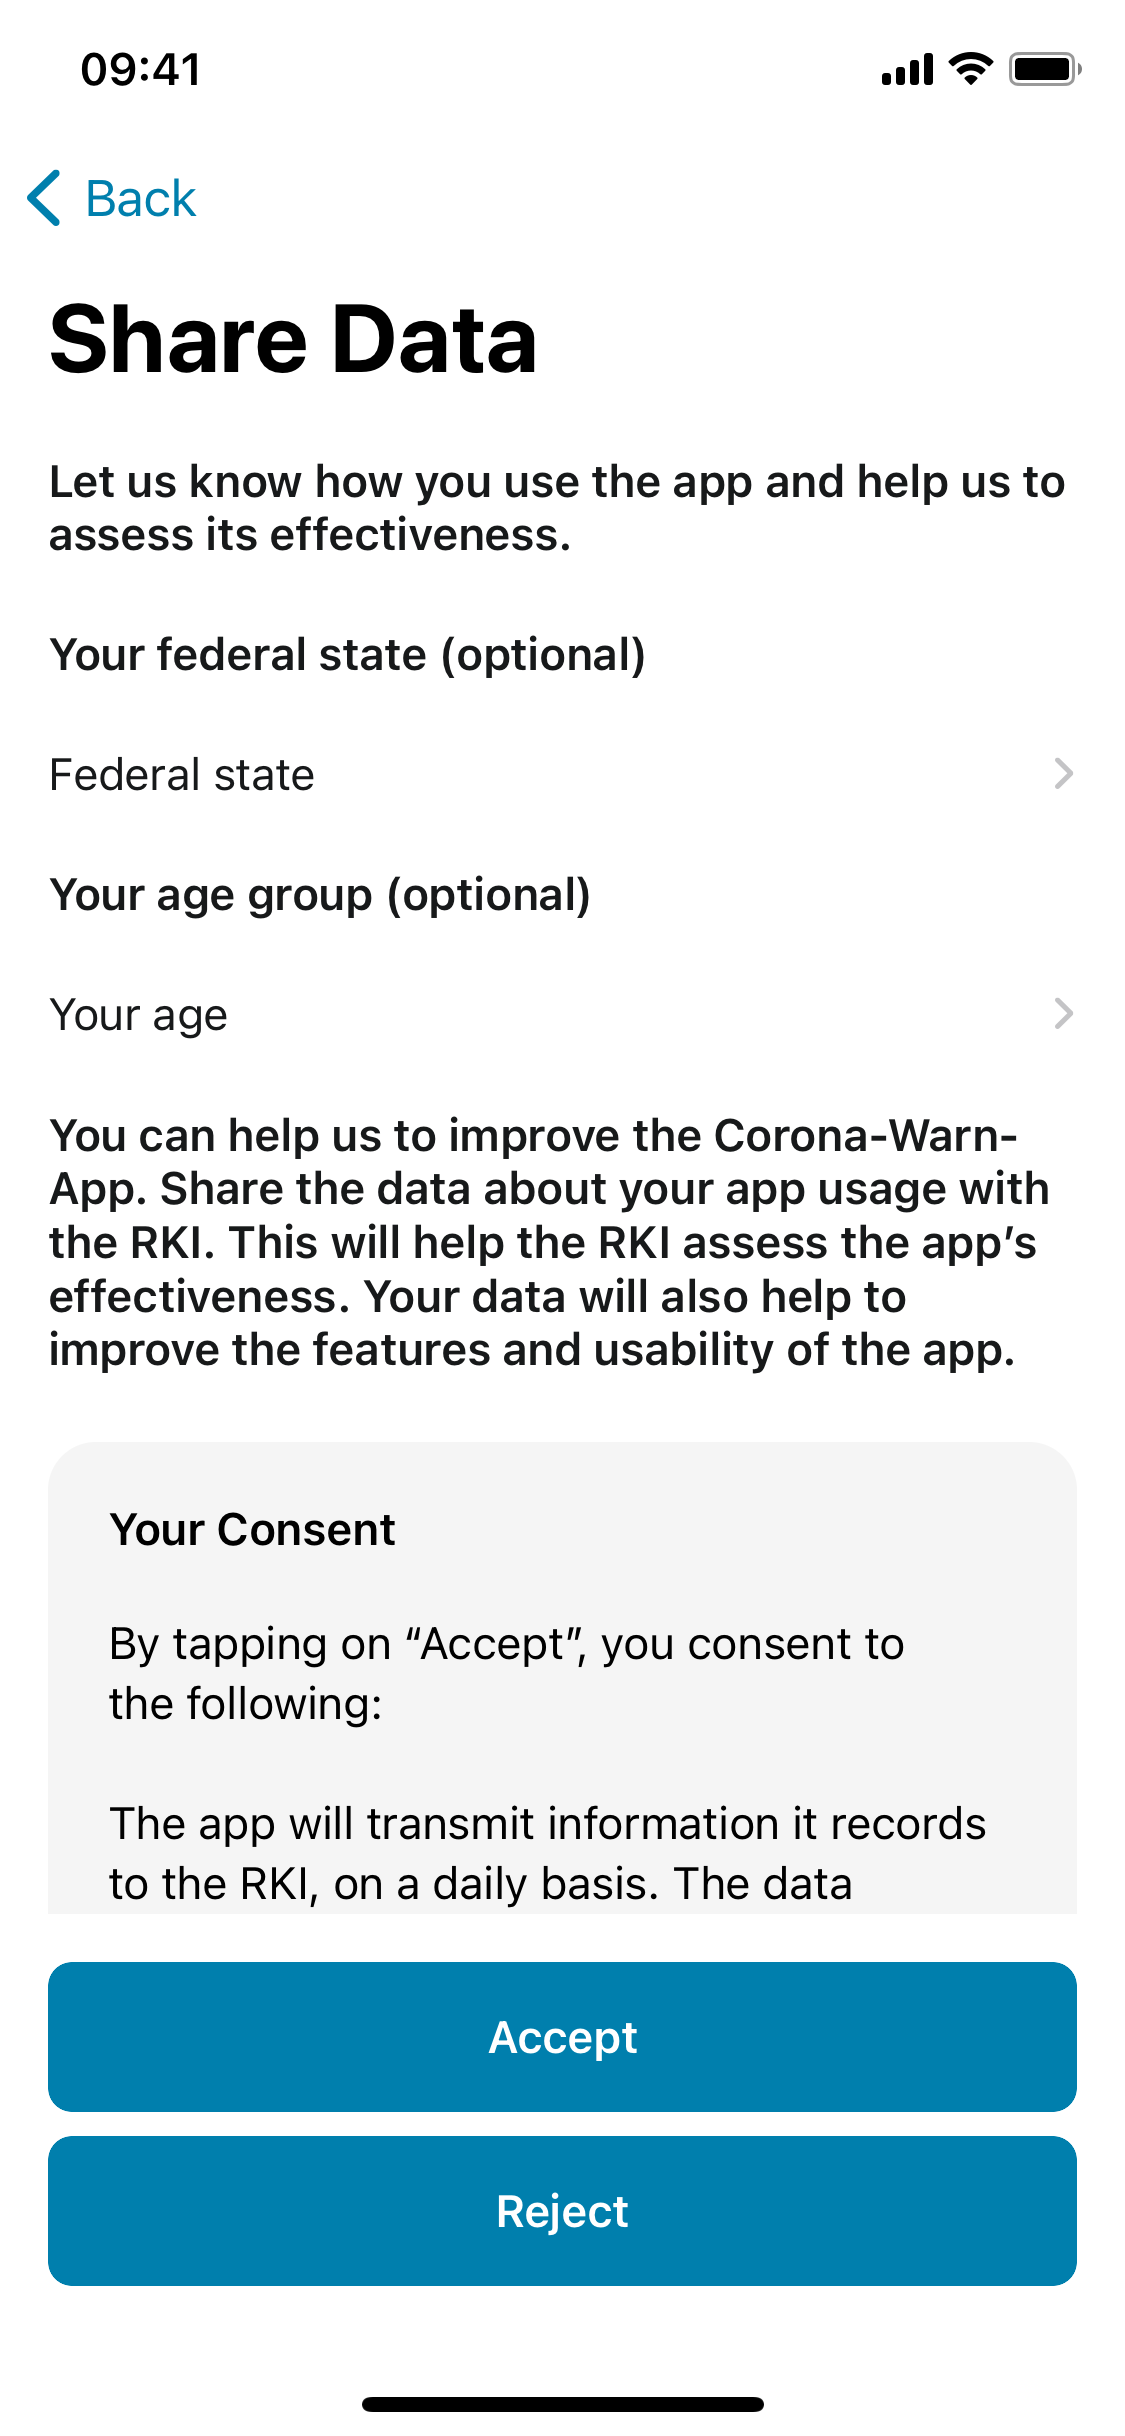 09:41
Back
Share Data
Let us know how you use the app and help us to
assess its effectiveness.
Your federal state (optional)
Federal state
Your age group (optional)
Your age
You can help us to improve the Corona-Warn-
App. Share the data about your app usage with
the RKI. This will help the RKI assess the app’s
effectiveness. Your data will also help to
improve the features and usability of the app.
Your Consent
By tapping on “Accept”, you consent to
the following:
The app will transmit information it records
to the RKI, on a daily basis. The data
Accept
Reject